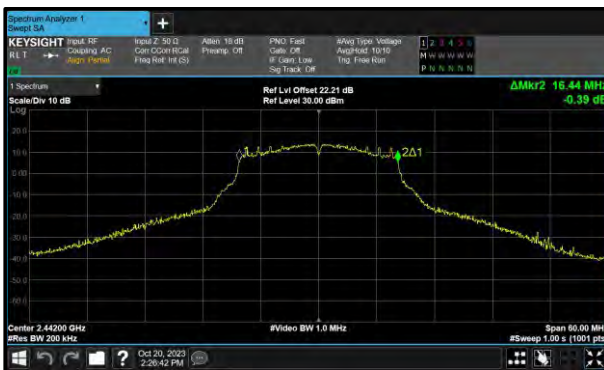 Spectrum Analyzer 1
Swept SA
+
KEYSIGHT Input: RF Input Z: 50 Ω Atten: 18 dB PNO: Fast #Avg Type: Voltage 1 2 3 4 5 6
RLT Coupling: AC Corr CCorr RCal Preamp: Off Gate: Off Avg|Hold: 10/10 M W W W W W
Align: Partial Freq Ref: Int (S) IF Gain: Low Trig: Free Run
Sig Track: Off P N N N N N
LW
1 Spectrum
Ref Lvl Offset 22.21 dB ΔMkr2 16.44 MHz
Scale/Div 10 dB Ref Level 30.00 dBm -0.39 dB
Log
20.0
10.0
0.00
-10.0
-20.0
-30.0
-40.0
-50.0
-60.0
2Δ1
Center 2.44200 GHz #Video BW 1.0 MHz Span 60.00 MHz
#Res BW 200 kHz #Sweep 1.00 s (1001 pts)
? Oct 20, 2023
2:26:42 PM